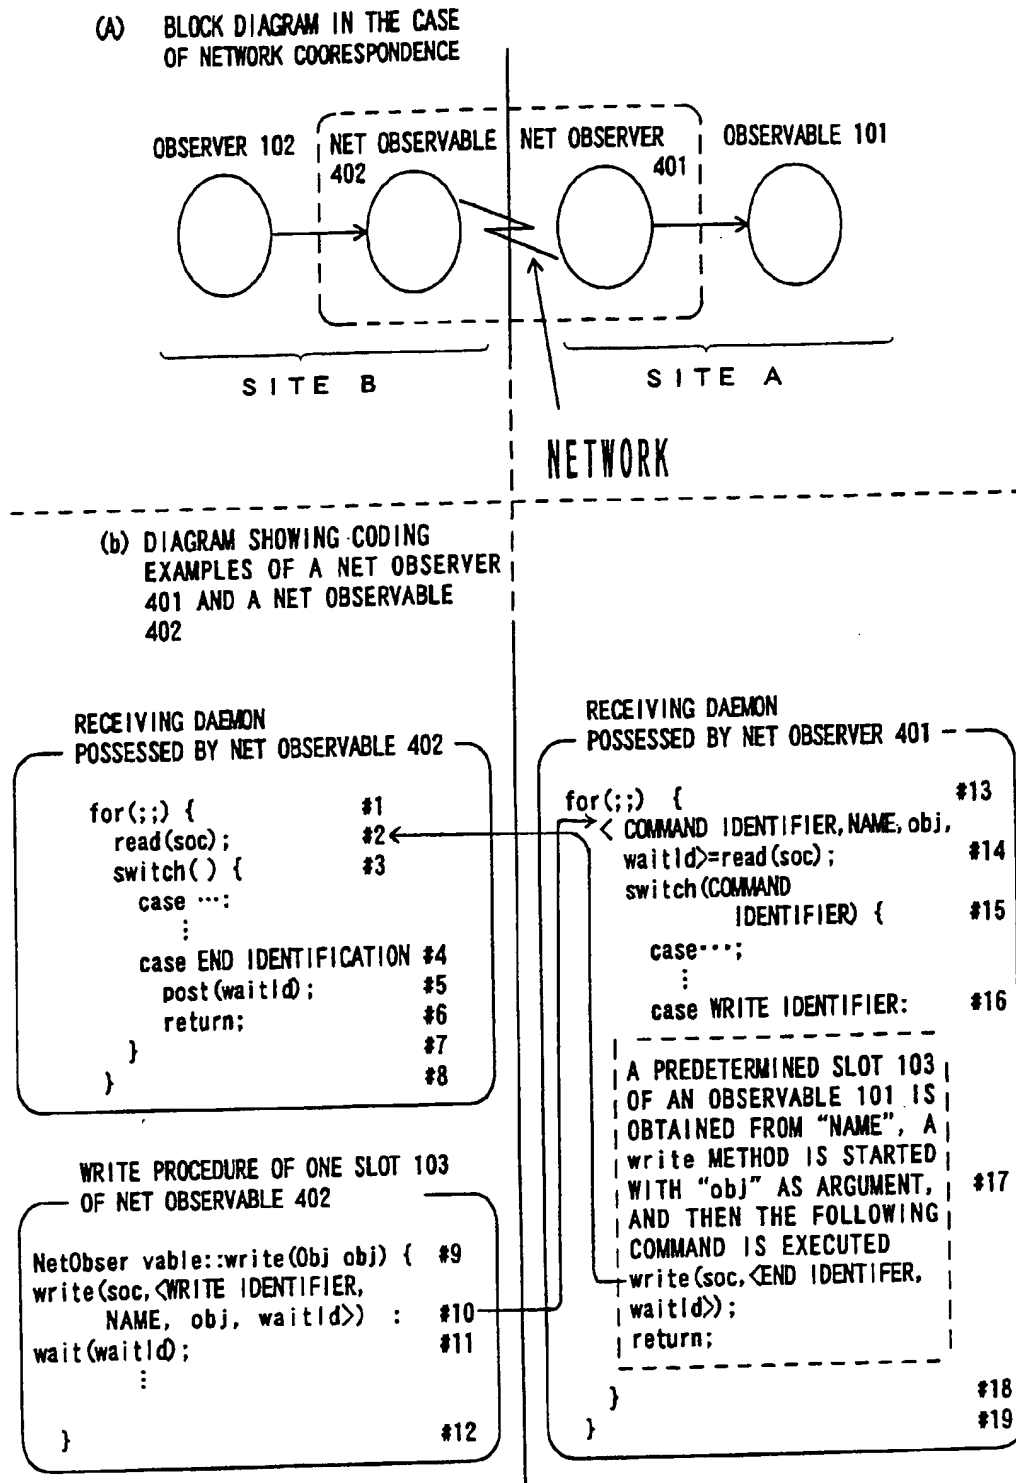 (A) BLOCK DIAGRAM IN THE CASE
OF NETWORK COORESPONDENCE
OBSERVER 102
NET OBSERVABLE
402
NET OBSERVER
401
OBSERVABLE 101
SITE B
SITE A
NETWORK
(b) DIAGRAM SHOWING CODING
EXAMPLES OF A NET OBSERVER
401 AND A NET OBSERVABLE
402
RECEIVING DAEMON
POSSESSED BY NET OBSERVABLE 402
for(;;) { #1
read(soc); #2
switch() { #3
case ···:
⋮
case END IDENTIFICATION #4
post(waitId); #5
return; #6
} #7
} #8
WRITE PROCEDURE OF ONE SLOT 103
OF NET OBSERVABLE 402
NetObser vable::write(Obj obj) { #9
write(soc,<WRITE IDENTIFIER,
NAME, obj, waitId>) : #10
wait(waitId); #11
⋮
} #12
RECEIVING DAEMON
POSSESSED BY NET OBSERVER 401
for(;;) { #13
< COMMAND IDENTIFIER,NAME,obj,
waitId>=read(soc); #14
switch(COMMAND
IDENTIFIER) { #15
case···;
⋮
case WRITE IDENTIFIER: #16
A PREDETERMINED SLOT 103
OF AN OBSERVABLE 101 IS
OBTAINED FROM “NAME”, A
write METHOD IS STARTED
WITH “obj” AS ARGUMENT, #17
AND THEN THE FOLLOWING
COMMAND IS EXECUTED
write(soc,<END IDENTIFER,
waitId>);
return;
} #18
} #19